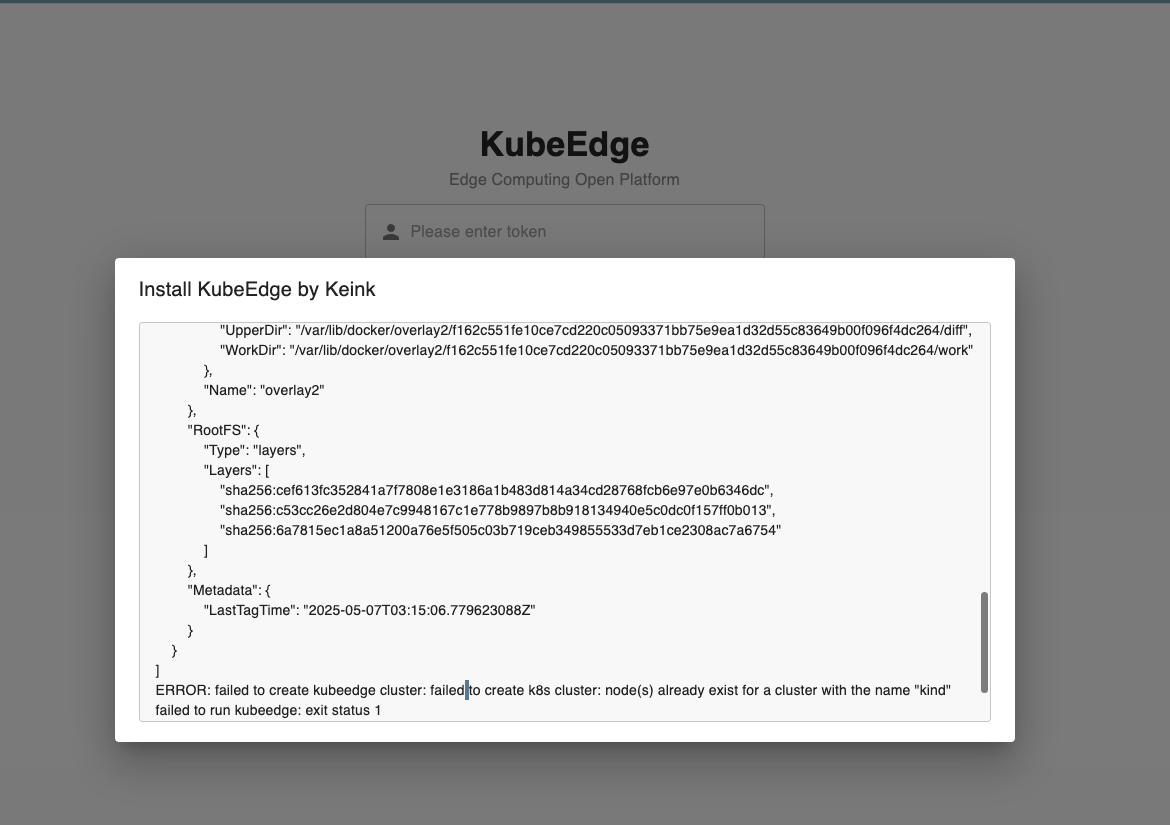 KubeEdge
Edge Computing Open Platform
Please enter token
Install KubeEdge by Keink
"UpperDir": "/var/lib/docker/overlay2/f162c551fe10ce7cd220c05093371bb75e9ea1d32d55c83649b00f096f4dc264/diff",
"WorkDir": "/var/lib/docker/overlay2/f162c551fe10ce7cd220c05093371bb75e9ea1d32d55c83649b00f096f4dc264/work"
},
"Name": "overlay2"
},
"RootFS": {
"Type": "layers",
"Layers": [
"sha256:cef613fc352841a7f7808e1e3186a1b483d814a34cd28768fcb6e97e0b6346dc",
"sha256:c53cc26e2d804e7c9948167c1e778b9897b8b918134940e5c0dc0f157ff0b013",
"sha256:6a7815ec1a8a51200a76e5f505c03b719ceb349855533d7eb1ce2308ac7a6754"
]
},
"Metadata": {
"LastTagTime": "2025-05-07T03:15:06.779623088Z"
}
}
]
ERROR: failed to create kubeedge cluster: failed to create k8s cluster: node(s) already exist for a cluster with the name "kind"
failed to run kubeedge: exit status 1